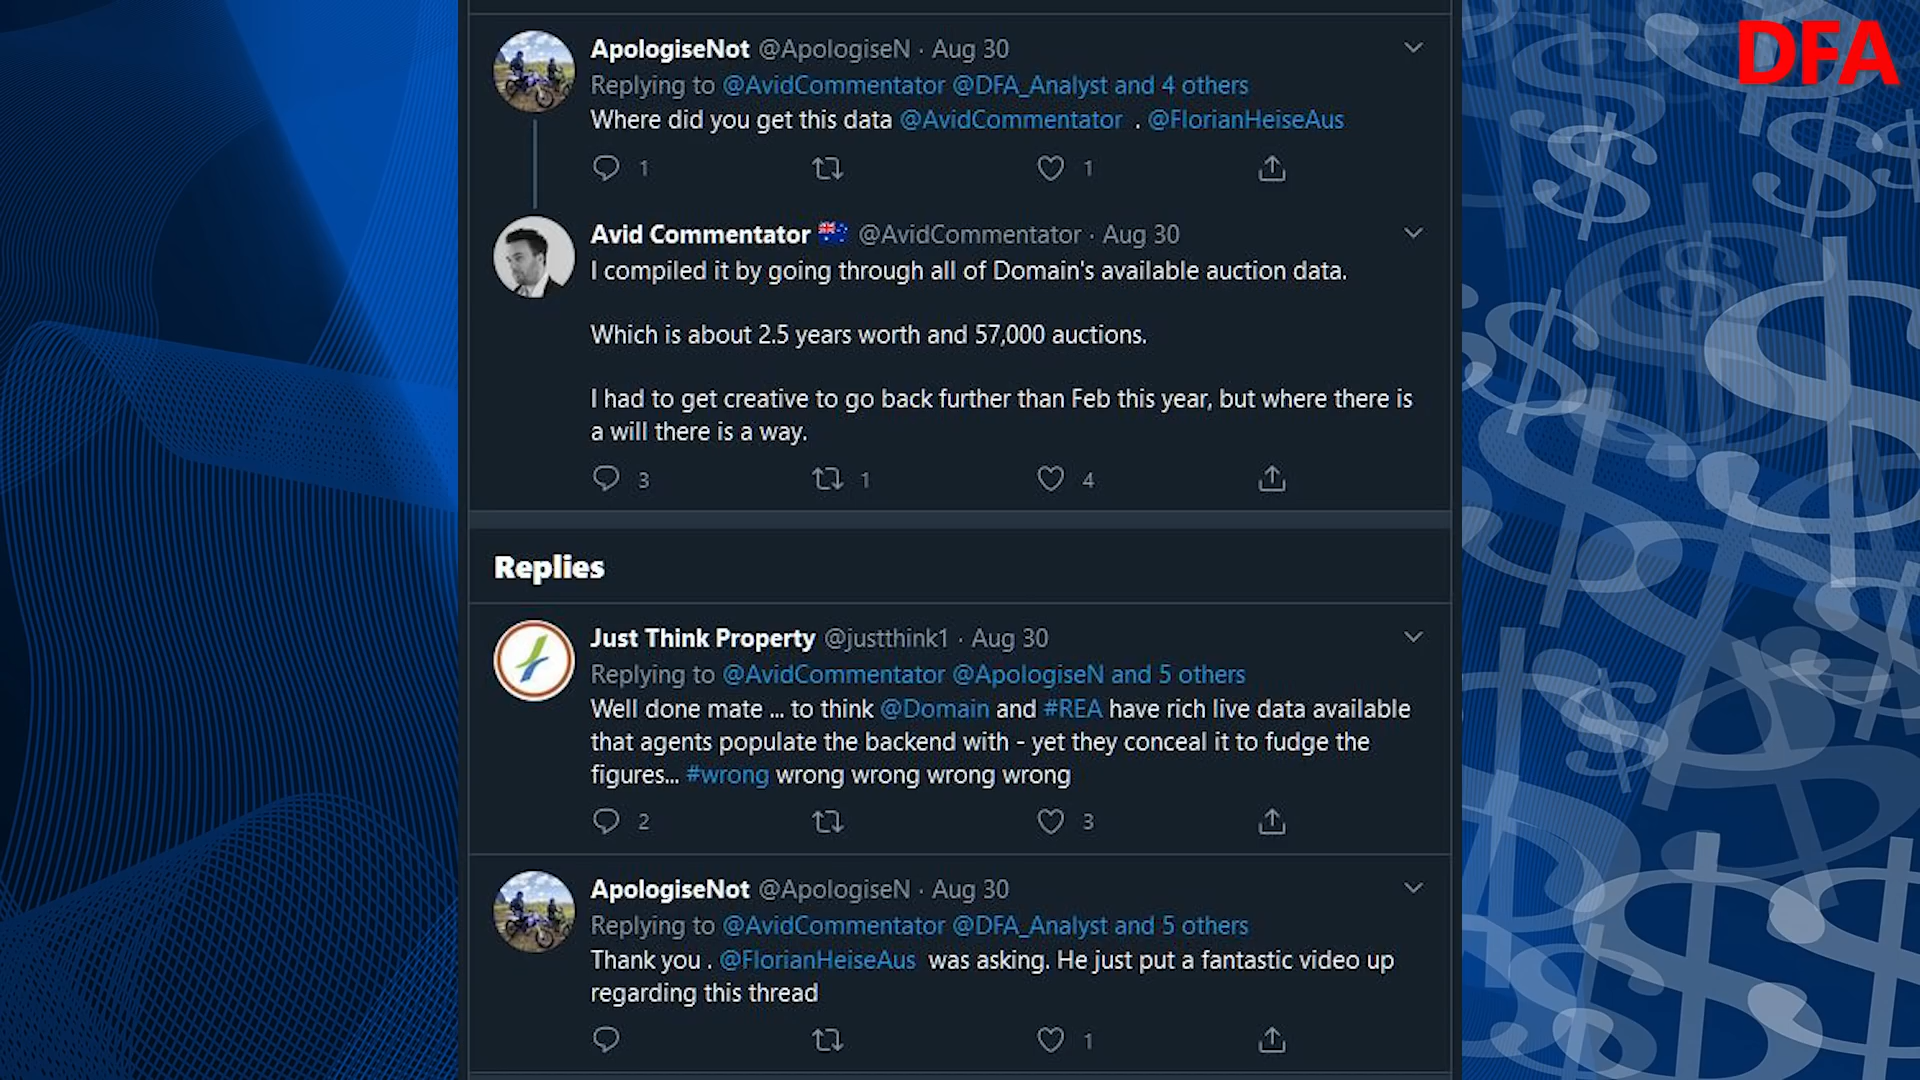 DFA
ApologiseNot @ApologiseN · Aug 30
Replying to @AvidCommentator @DFA_Analyst and 4 others
Where did you get this data @AvidCommentator . @FlorianHeiseAus
1 1
Avid Commentator 🇦🇺 @AvidCommentator · Aug 30
I compiled it by going through all of Domain's available auction data.
Which is about 2.5 years worth and 57,000 auctions.
I had to get creative to go back further than Feb this year, but where there is
a will there is a way.
3 1 4
Replies
Just Think Property @justthink1 · Aug 30
Replying to @AvidCommentator @ApologiseN and 5 others
Well done mate ... to think @Domain and #REA have rich live data available
that agents populate the backend with - yet they conceal it to fudge the
figures... #wrong wrong wrong wrong wrong
2 3
ApologiseNot @ApologiseN · Aug 30
Replying to @AvidCommentator @DFA_Analyst and 5 others
Thank you . @FlorianHeiseAus was asking. He just put a fantastic video up
regarding this thread
1